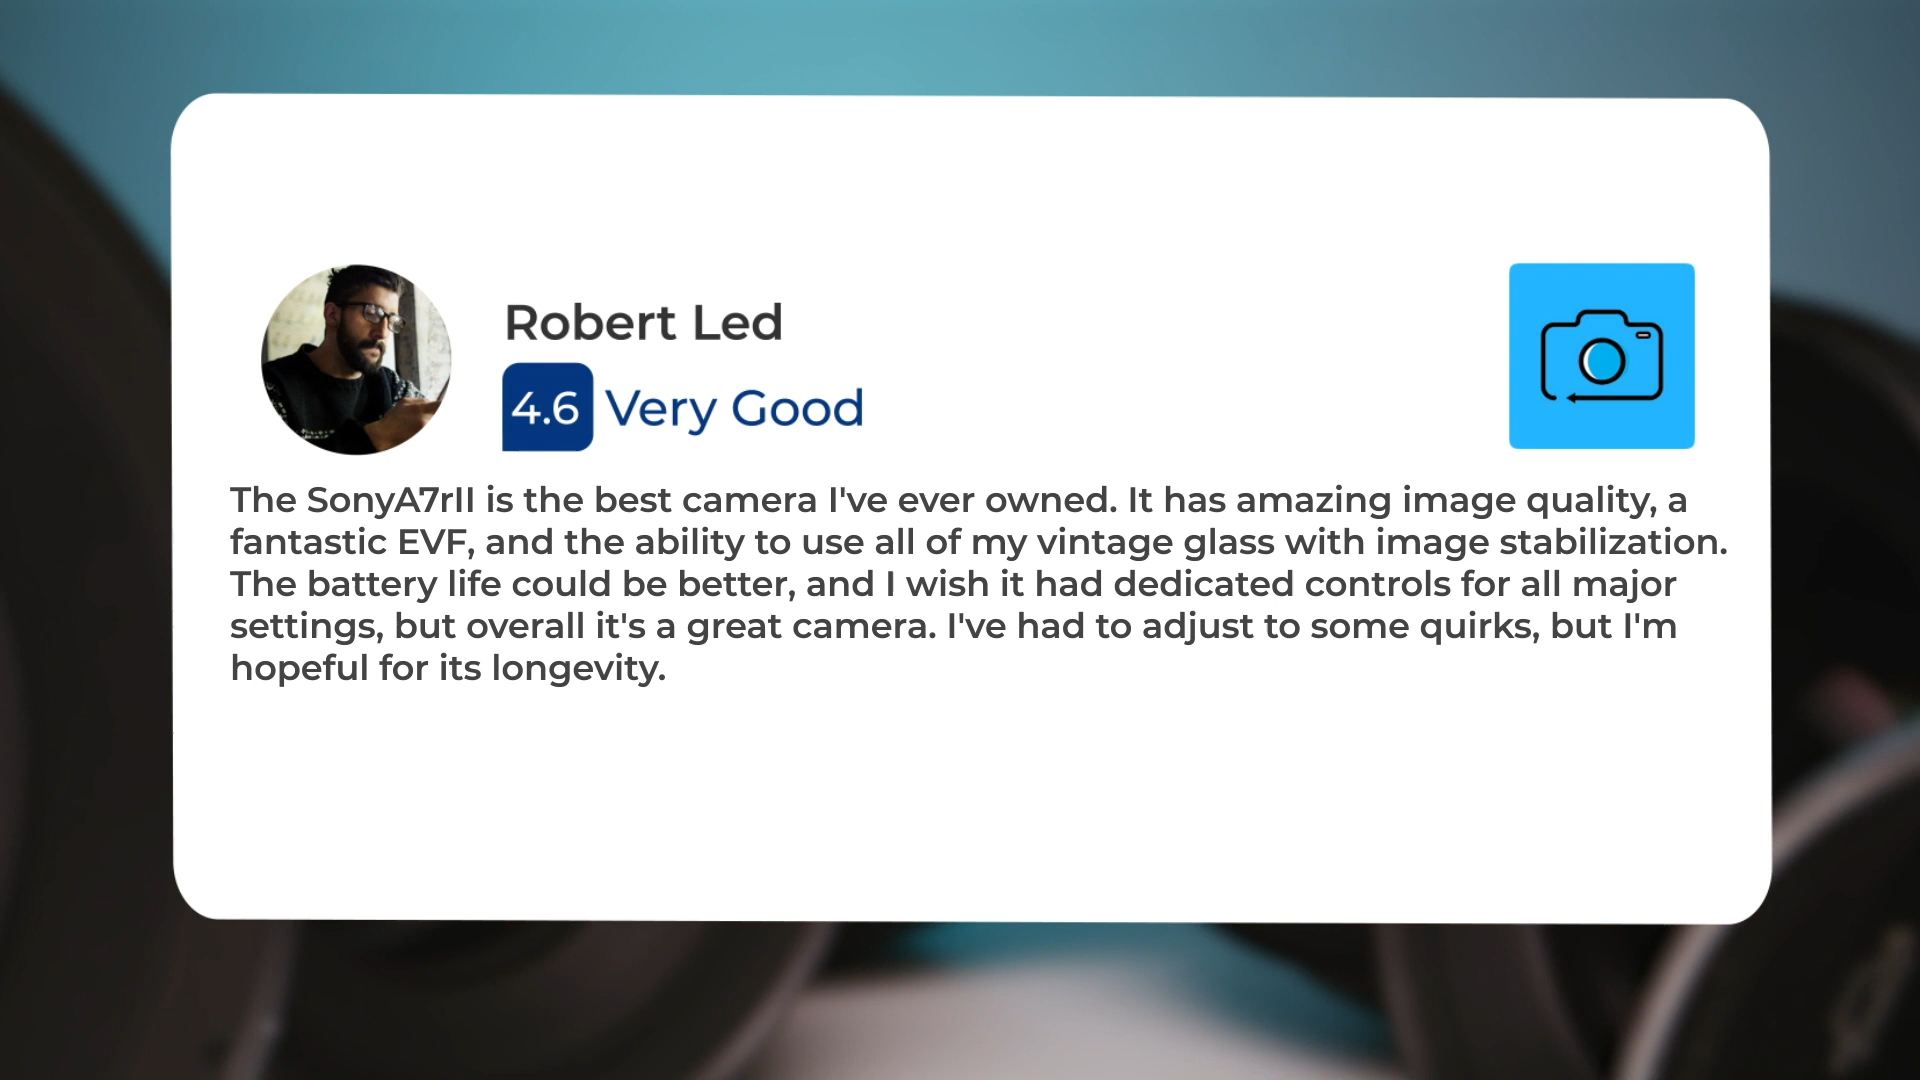 Robert Led
4.6 Very Good
The SonyA7rII is the best camera I've ever owned. It has amazing image quality, a
fantastic EVF, and the ability to use all of my vintage glass with image stabilization.
The battery life could be better, and I wish it had dedicated controls for all major
settings, but overall it's a great camera. I've had to adjust to some quirks, but I'm
hopeful for its longevity.